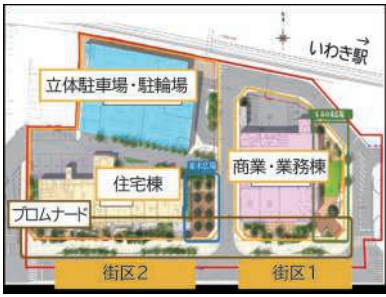 →
いわき駅
立体駐車場・駐輪場
商業・業務棟
住宅棟
プロムナード
街区2
街区1